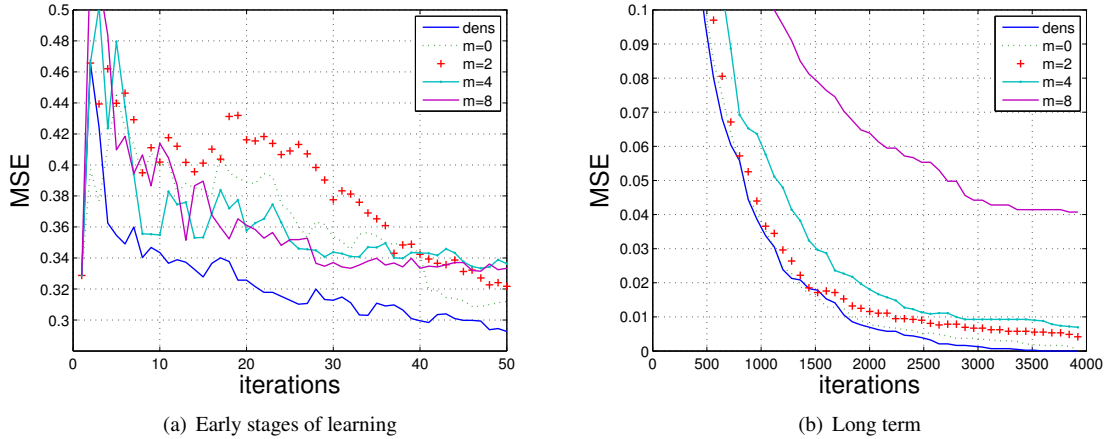 0.5
0.48
0.46
0.44
0.42
0.4
0.38
0.36
0.34
0.32
0.3
MSE
0 10 20 30 40 50
iterations
dens
m=0
m=2
m=4
m=8
(a) Early stages of learning
0.1
0.09
0.08
0.07
0.06
0.05
0.04
0.03
0.02
0.01
0
MSE
500 1000 1500 2000 2500 3000 3500 4000
iterations
dens
m=0
m=2
m=4
m=8
(b) Long term